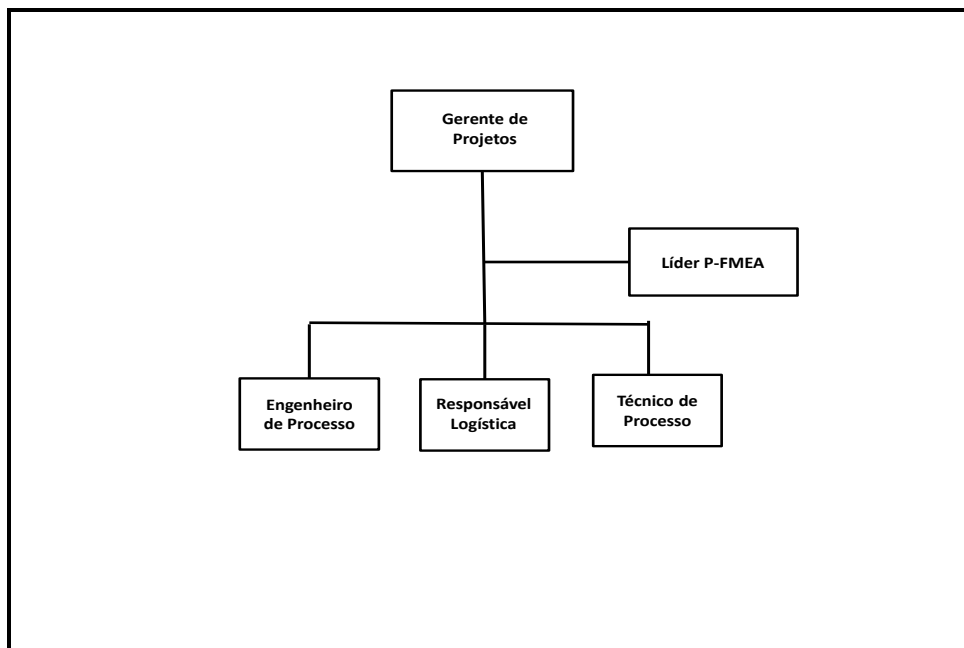 Gerente de
Projetos
Líder P-FMEA
Engenheiro
de Processo
Responsável
Logística
Técnico de
Processo